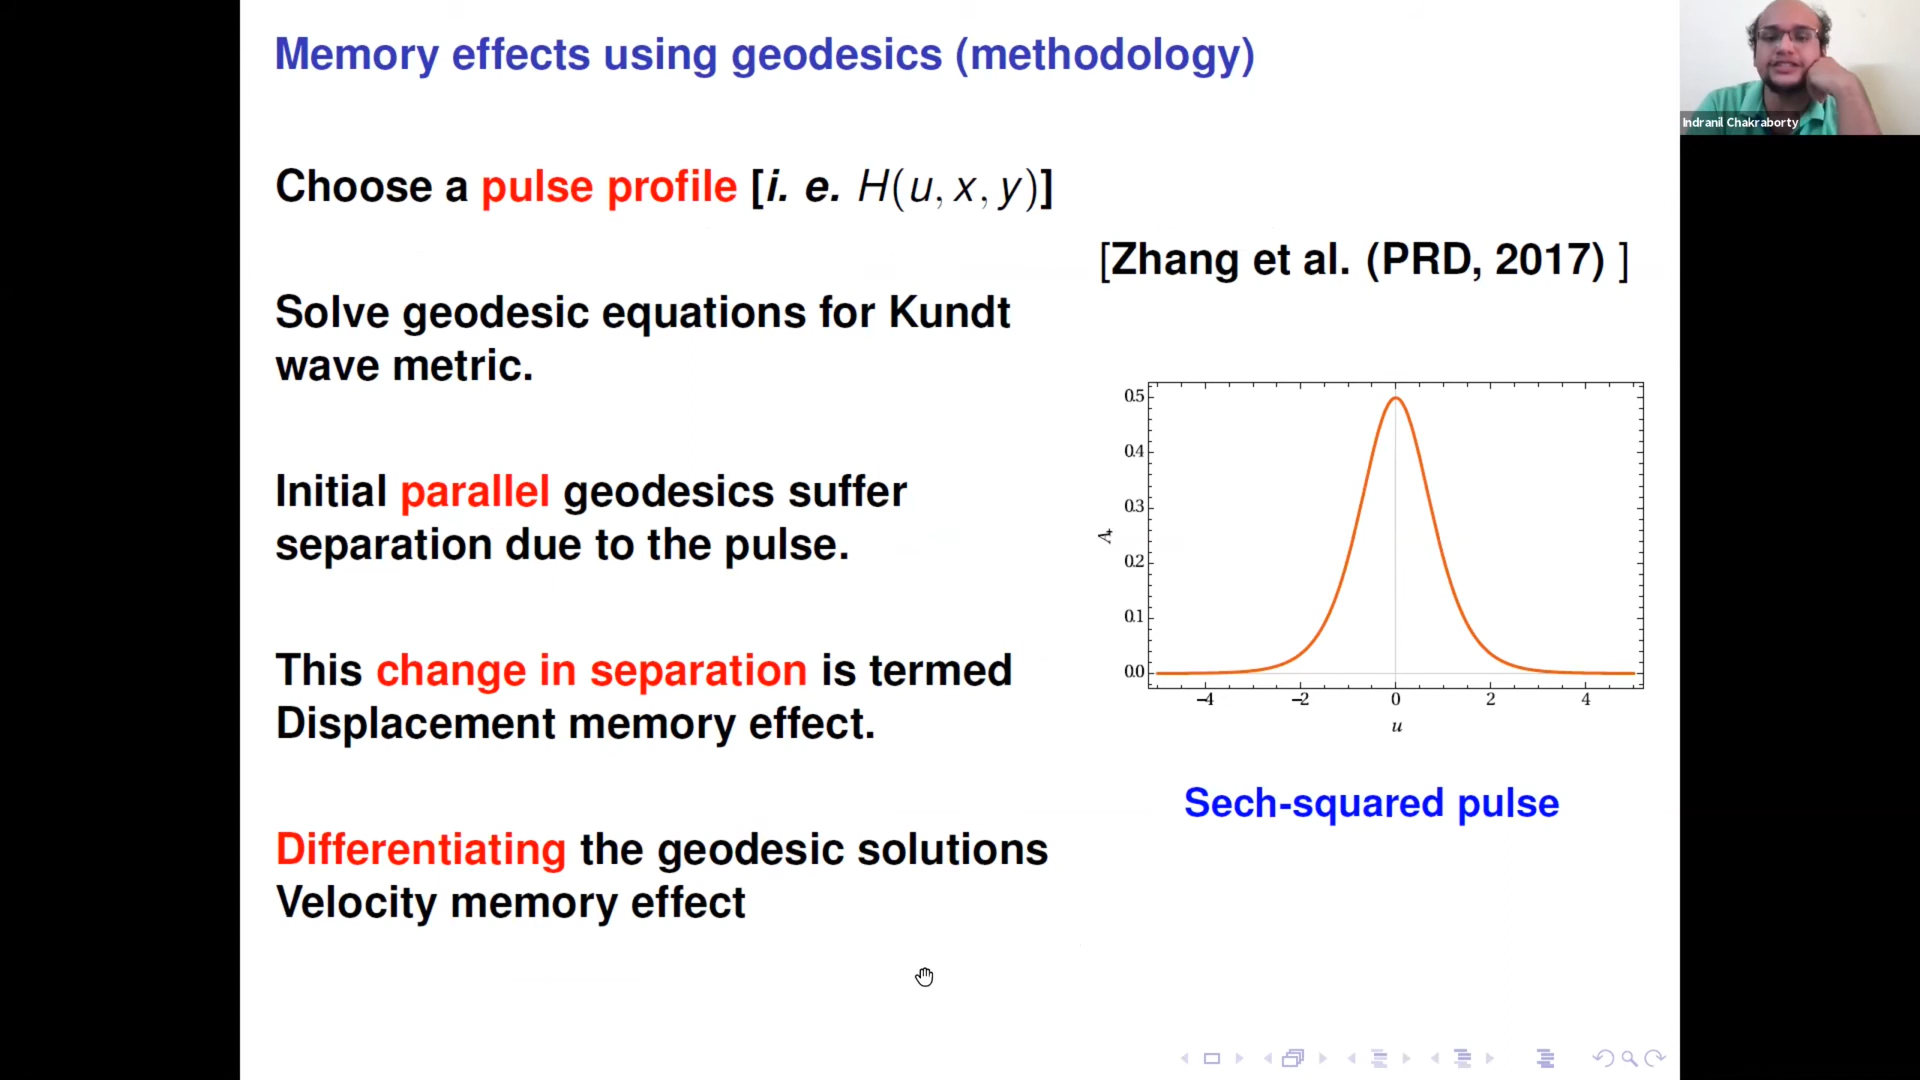 Memory effects using geodesics (methodology)
Indranil Chakraborty
Choose a pulse profile [i. e. H(u, x, y)]
[Zhang et al. (PRD, 2017) ]
Solve geodesic equations for Kundt
wave metric.
Initial parallel geodesics suffer
separation due to the pulse.
This change in separation is termed
Displacement memory effect.
Differentiating the geodesic solutions
Velocity memory effect
0.5
0.4
0.3
0.2
0.1
0.0
A+
−4 −2 0 2 4
u
Sech-squared pulse